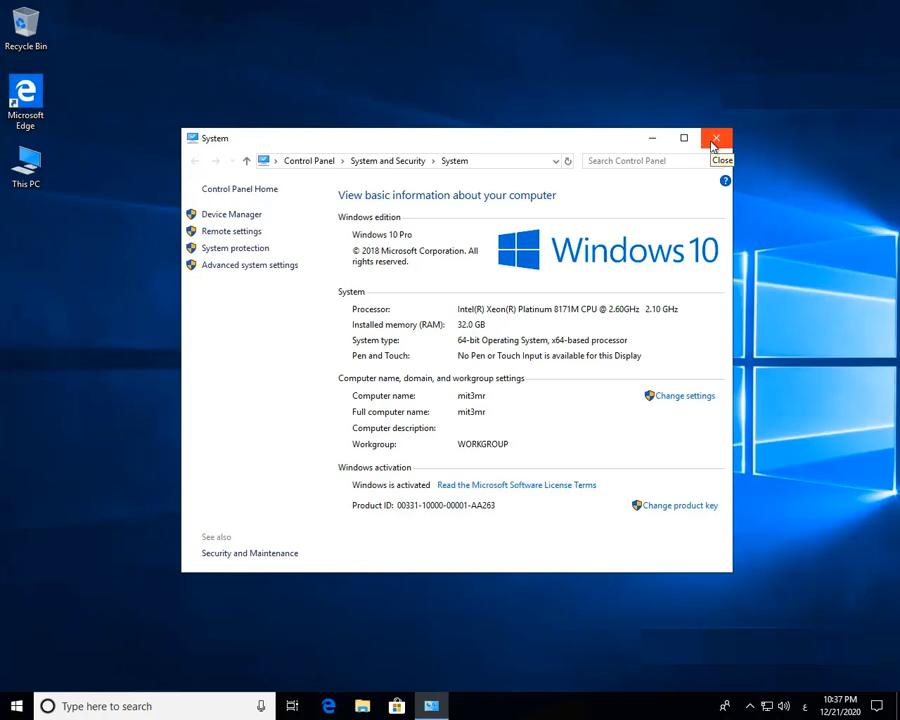 Recycle Bin
Microsoft
Edge
This PC
System
Close
Control Panel
System and Security
System
Search Control Panel
Control Panel Home
Device Manager
Remote settings
System protection
Advanced system settings
View basic information about your computer
Windows edition
Windows 10 Pro
© 2018 Microsoft Corporation. All
rights reserved.
Windows 10
System
Processor: Intel(R) Xeon(R) Platinum 8171M CPU @ 2.60GHz 2.10 GHz
Installed memory (RAM): 32.0 GB
System type: 64-bit Operating System, x64-based processor
Pen and Touch: No Pen or Touch Input is available for this Display
Computer name, domain, and workgroup settings
Computer name: mit3mr
Change settings
Full computer name: mit3mr
Computer description:
Workgroup: WORKGROUP
Windows activation
Windows is activated Read the Microsoft Software License Terms
Product ID: 00331-10000-00001-AA263
Change product key
See also
Security and Maintenance
Type here to search
ع
10:37 PM
12/21/2020